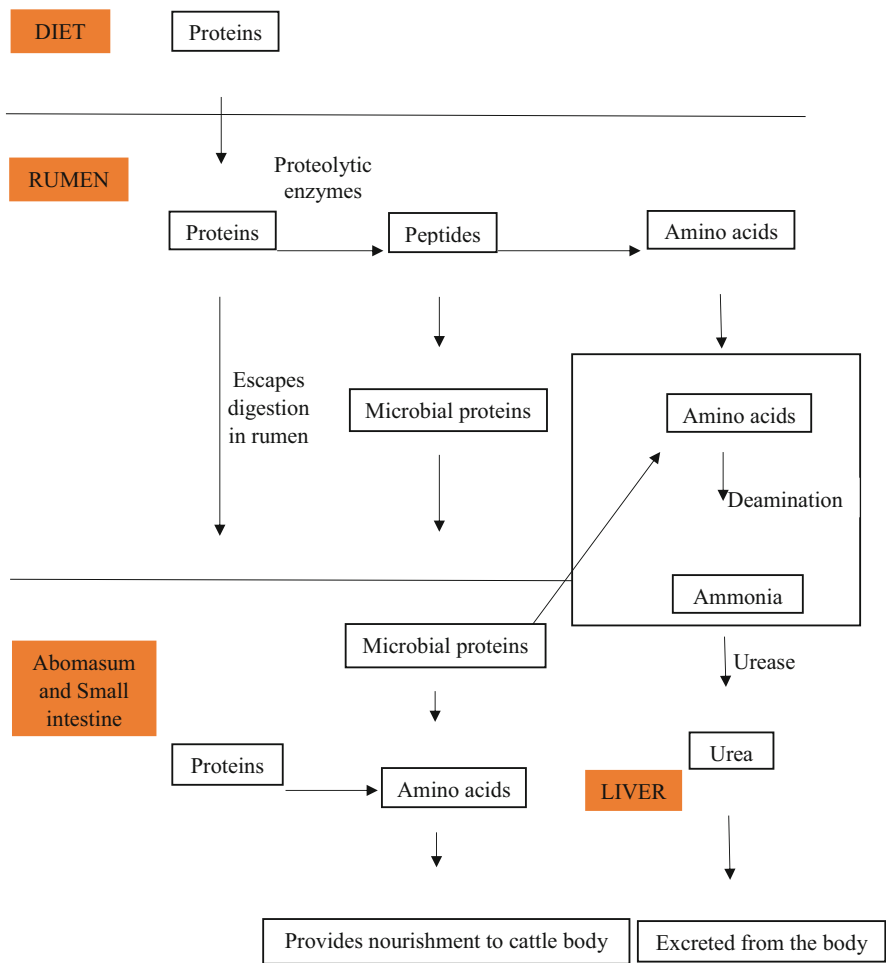 DIET
Proteins
RUMEN
Proteolytic
enzymes
Proteins
Peptides
Amino acids
Escapes
digestion
in rumen
Microbial proteins
Amino acids
Deamination
Ammonia
Abomasum
and Small
intestine
Microbial proteins
Urease
Proteins
Amino acids
Urea
LIVER
Provides nourishment to cattle body
Excreted from the body